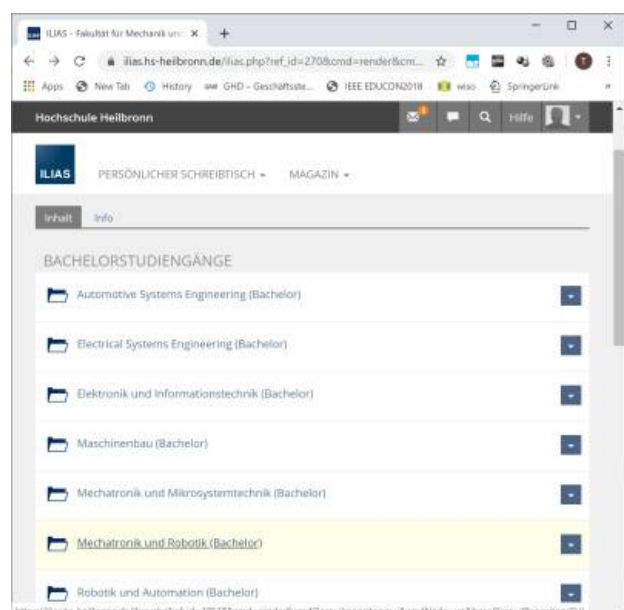 ILIAS - Fakultät für Mechanik und
ilias.hs-heilbronn.de/ilias.php?ref_id=270&cmd=render&cm...
Apps New Tab History GHD - Geschäftsste... IEEE EDUCON2018 wiso SpringerLink »
Hochschule Heilbronn Hilfe
ILIAS PERSÖNLICHER SCHREIBTISCH MAGAZIN
Inhalt Info
BACHELORSTUDIENGÄNGE
Automotive Systems Engineering (Bachelor)
Electrical Systems Engineering (Bachelor)
Elektronik und Informationstechnik (Bachelor)
Maschinenbau (Bachelor)
Mechatronik und Mikrosystemtechnik (Bachelor)
Mechatronik und Robotik (Bachelor)
Robotik und Automation (Bachelor)